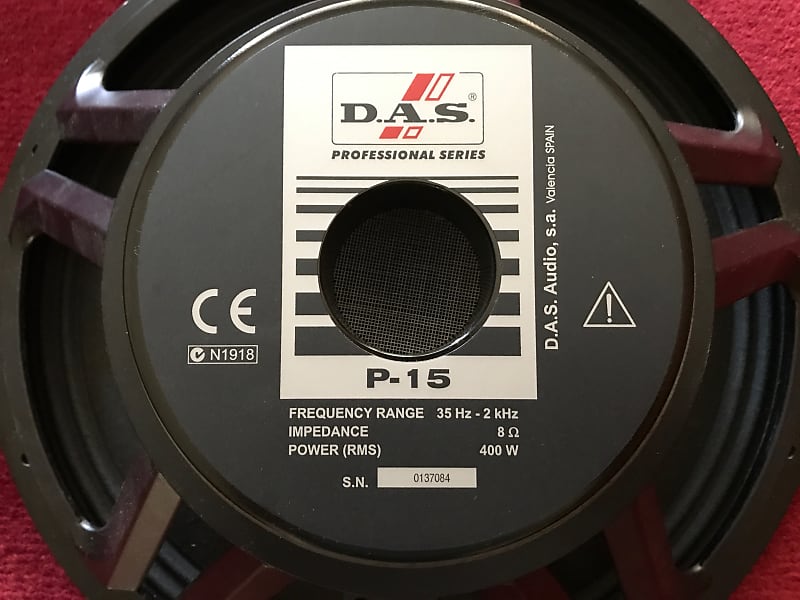 D.A.S.®
PROFESSIONAL SERIES
D.A.S. Audio, s.a. Valencia SPAIN
CE
N1918
P-15
FREQUENCY RANGE 35 Hz - 2 kHz
IMPEDANCE 8 Ω
POWER (RMS) 400 W
S.N. 0137084